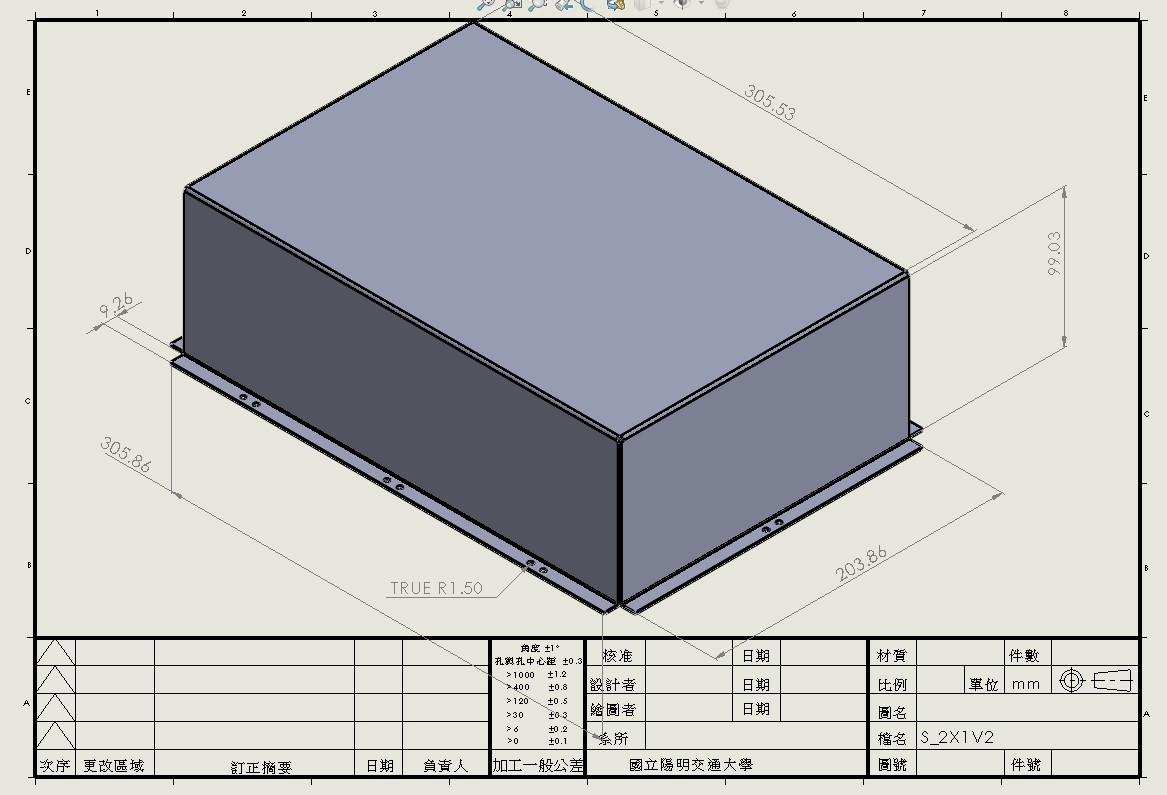 1 2 3 4 5 6 7 8
E E
305.53
99.03
D D
9.26
C C
305.86
203.86
B B
TRUE R1.50
角度 ±1°
孔與孔中心距 ±0.3
>1000 ±1.2
>400 ±0.8
>120 ±0.5
>30 ±0.3
>6 ±0.2
>0 ±0.1
核准 日期
設計者 日期
繪圖者 日期
系所
材質 件數
比例 單位 mm
圖名
檔名 S_2X1V2
A A
次序 更改區域 訂正摘要 日期 負責人 加工一般公差 國立陽明交通大學 圖號 件號